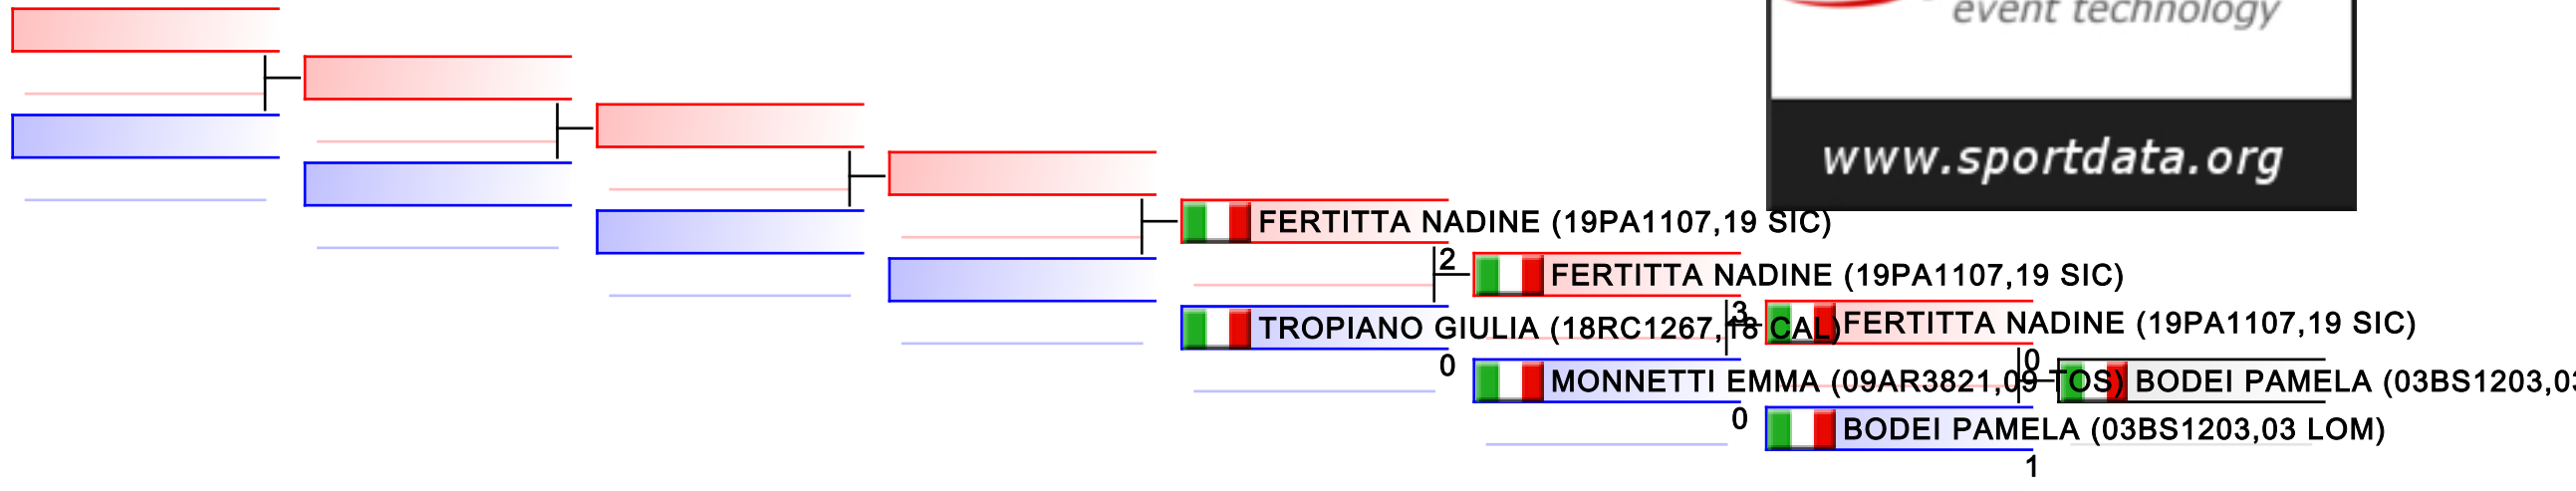 event technology
www.sportdata.org
FERTITTA NADINE (19PA1107,19 SIC)
2
FERTITTA NADINE (19PA1107,19 SIC)
TROPIANO GIULIA (18RC1267,18 CAL)
3
FERTITTA NADINE (19PA1107,19 SIC)
0
MONNETTI EMMA (09AR3821,09 TOS)
0
BODEI PAMELA (03BS1203,03
0
BODEI PAMELA (03BS1203,03 LOM)
1